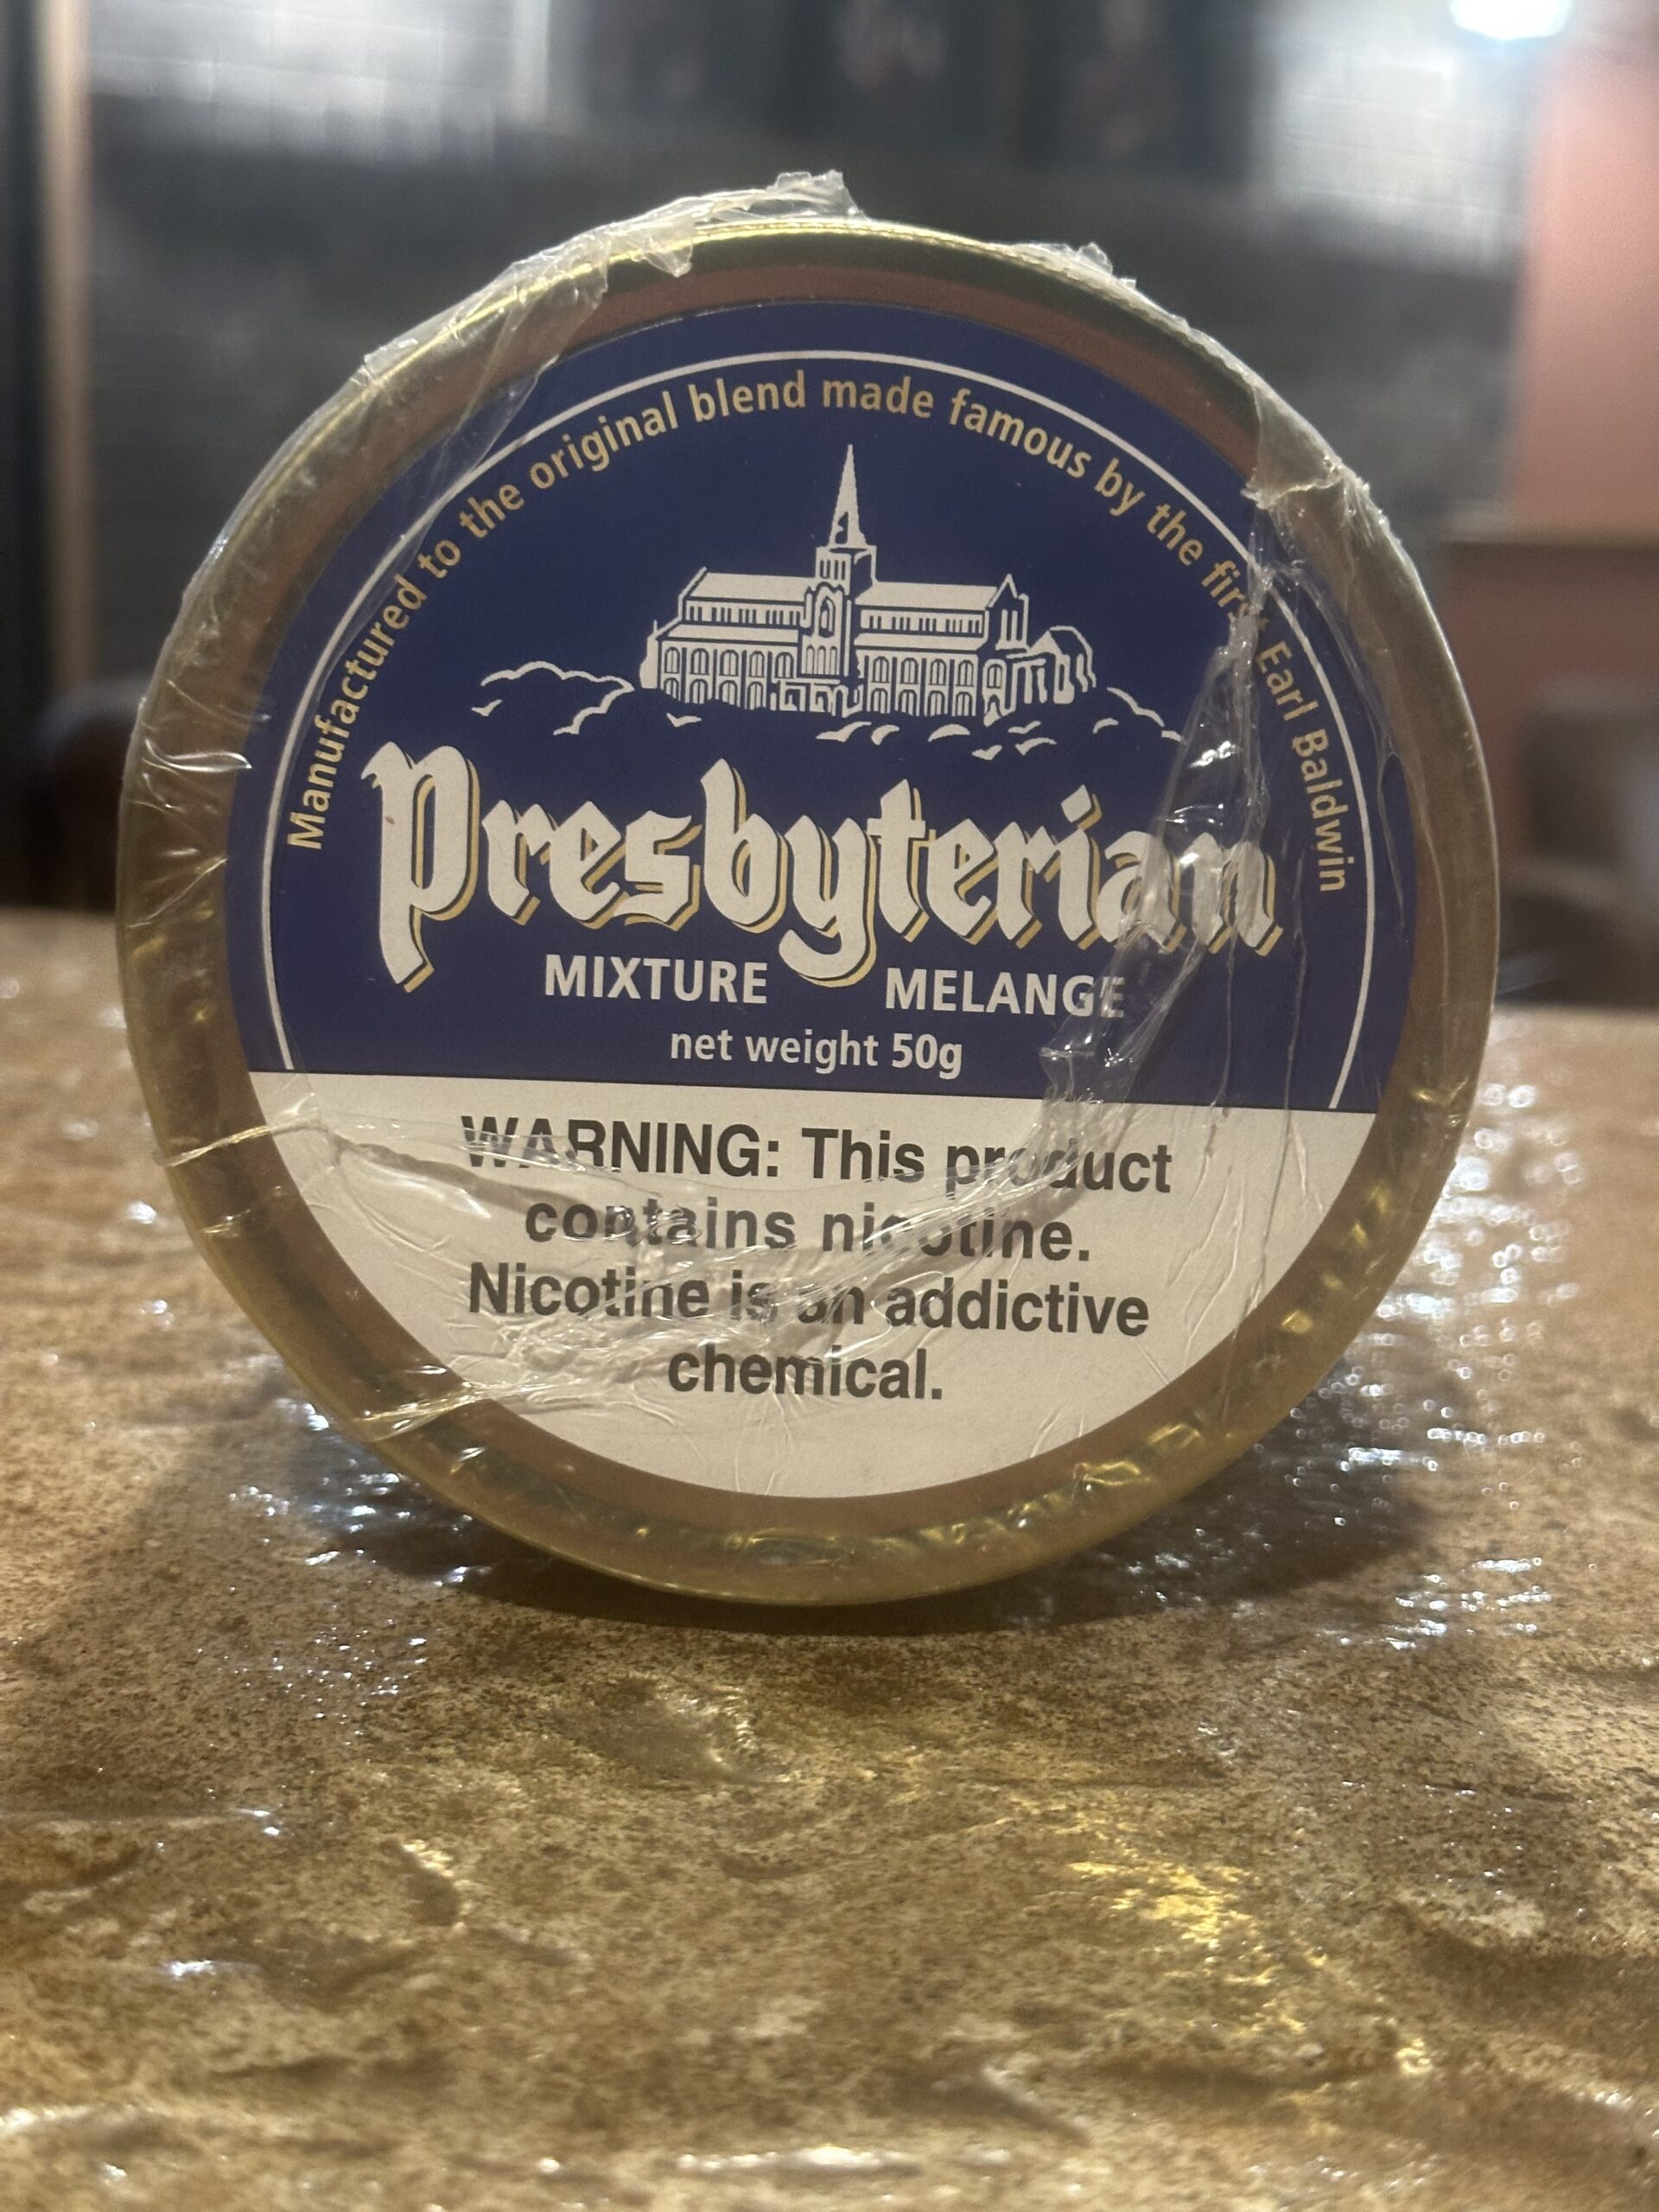 Manufactured to the original blend made famous by the first Earl Baldwin
Presbyterian
MIXTURE MELANGE
net weight 50g
WARNING: This product
contains nicotine.
Nicotine is an addictive
chemical.